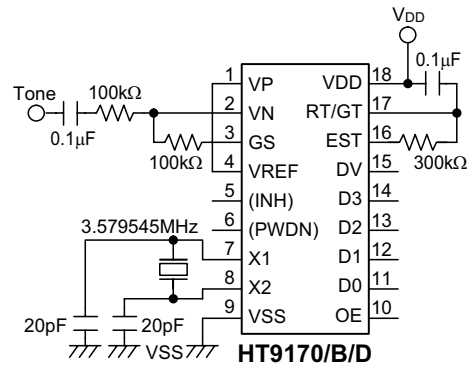 VDD
Tone
0.1μF
100kΩ
100kΩ
1 VP
2 VN
3 GS
4 VREF
5 (INH)
6 (PWDN)
7 X1
8 X2
9 VSS
VDD 18
RT/GT 17
EST 16
DV 15
D3 14
D2 13
D1 12
D0 11
OE 10
0.1μF
300kΩ
3.579545MHz
20pF
20pF
VSS
HT9170/B/D